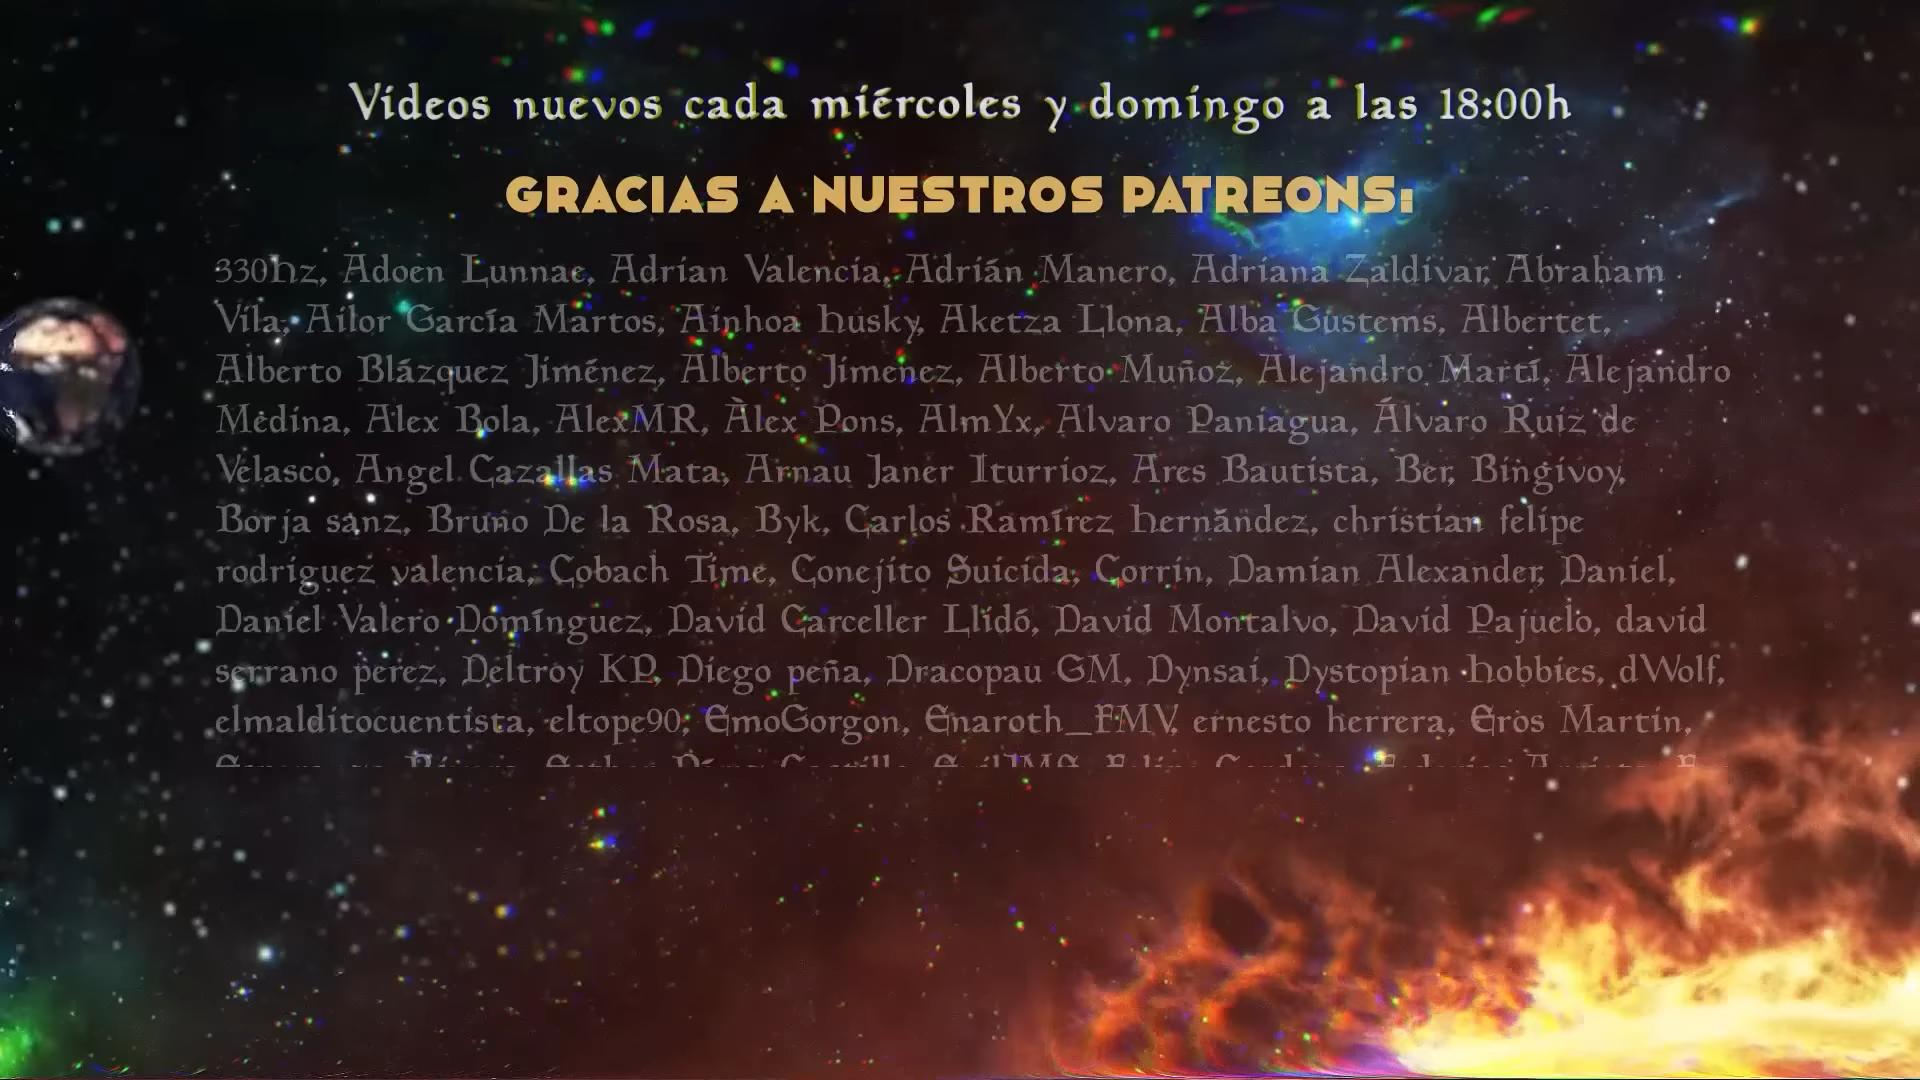 Vídeos nuevos cada miércoles y domingo a las 18:00h
GRACIAS A NUESTROS PATREONS:
330hz, Adoen Lunnae, Adrian Valencia, Adrián Manero, Adriana Zaldivar, Abraham
Vila, Ailor García Martos, Ainhoa Husky, Aketza Llona, Alba Gustems, Albertet,
Alberto Blázquez Jiménez, Alberto Jimenez, Alberto Muñoz, Alejandro Martí, Alejandro
Medina, Alex Bola, AlexMR, Àlex Pons, AlmYx, Alvaro Paniagua, Álvaro Ruiz de
Velasco, Angel Cazallas Mata, Arnau Janer Iturrioz, Ares Bautista, Ber, Bingivoy,
Borja sanz, Bruno De la Rosa, Byk, Carlos Ramírez Hernández, christian felipe
rodriguez valencia, Cobach Time, Conejito Suicida, Corrin, Damian Alexander, Daniel,
Daniel Valero Domínguez, David Carceller Llidó, David Montalvo, David Pajuelo, david
serrano perez, Deltroy KP, Diego peña, Dracopau GM, Dynsai, Dystopian Hobbies, dWolf,
elmalditocuentista, eltope90, EmoGorgon, Enaroth_FMV, ernesto herrera, Eros Martin,